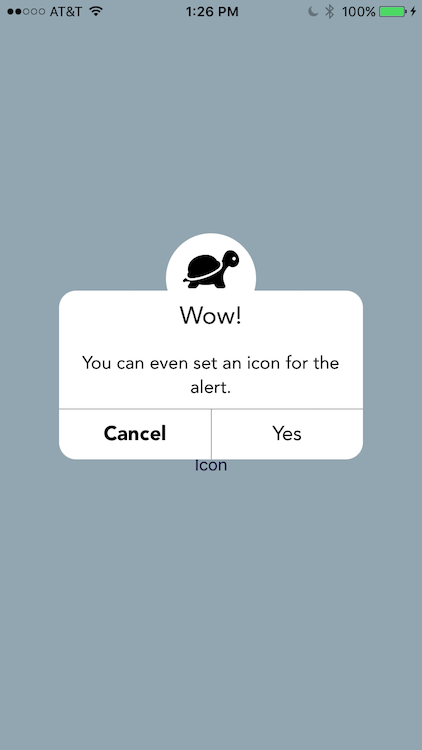 AT&T 1:26 PM 100%
Wow!
You can even set an icon for the
alert.
Cancel Yes
Icon